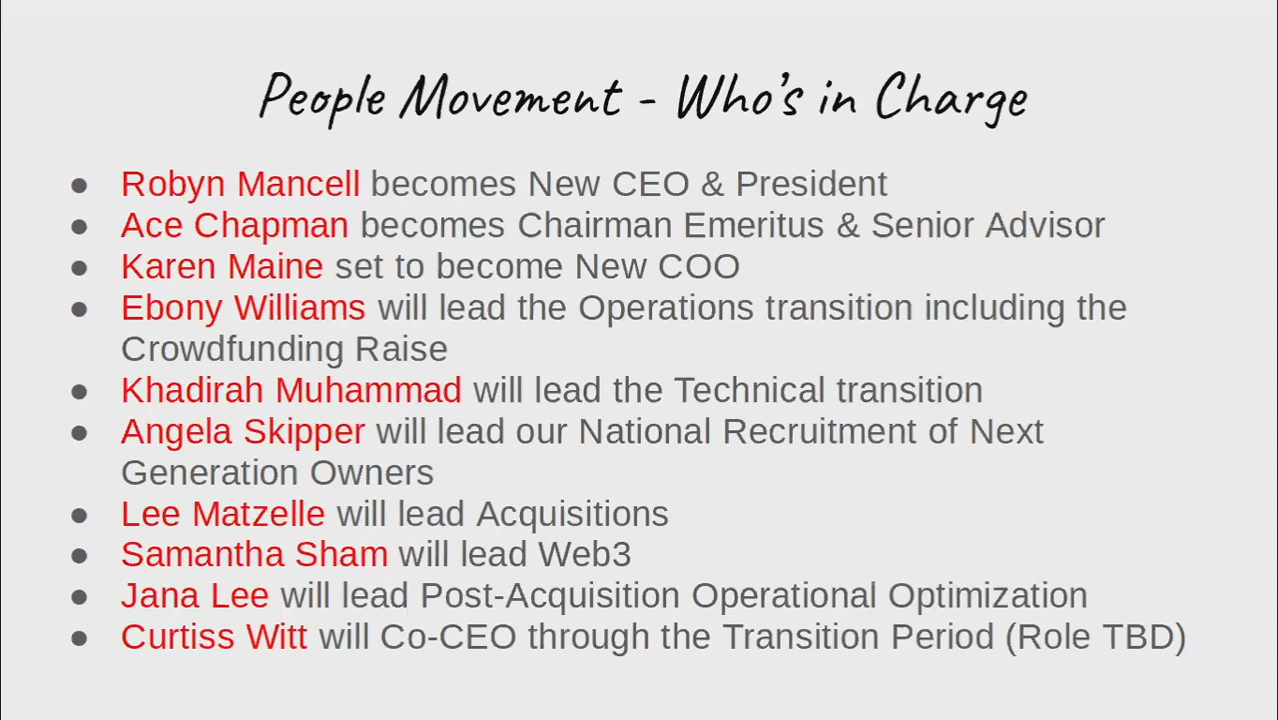 People Movement - Who's in Charge
● Robyn Mancell becomes New CEO & President
● Ace Chapman becomes Chairman Emeritus & Senior Advisor
● Karen Maine set to become New COO
● Ebony Williams will lead the Operations transition including the
Crowdfunding Raise
● Khadirah Muhammad will lead the Technical transition
● Angela Skipper will lead our National Recruitment of Next
Generation Owners
● Lee Matzelle will lead Acquisitions
● Samantha Sham will lead Web3
● Jana Lee will lead Post-Acquisition Operational Optimization
● Curtiss Witt will Co-CEO through the Transition Period (Role TBD)